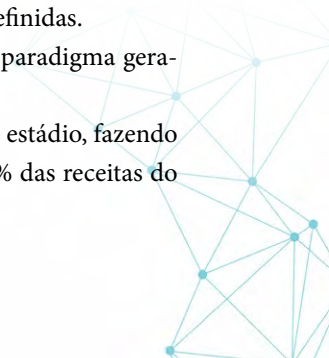 efinidas.
paradigma gera-
estádio, fazendo
% das receitas do